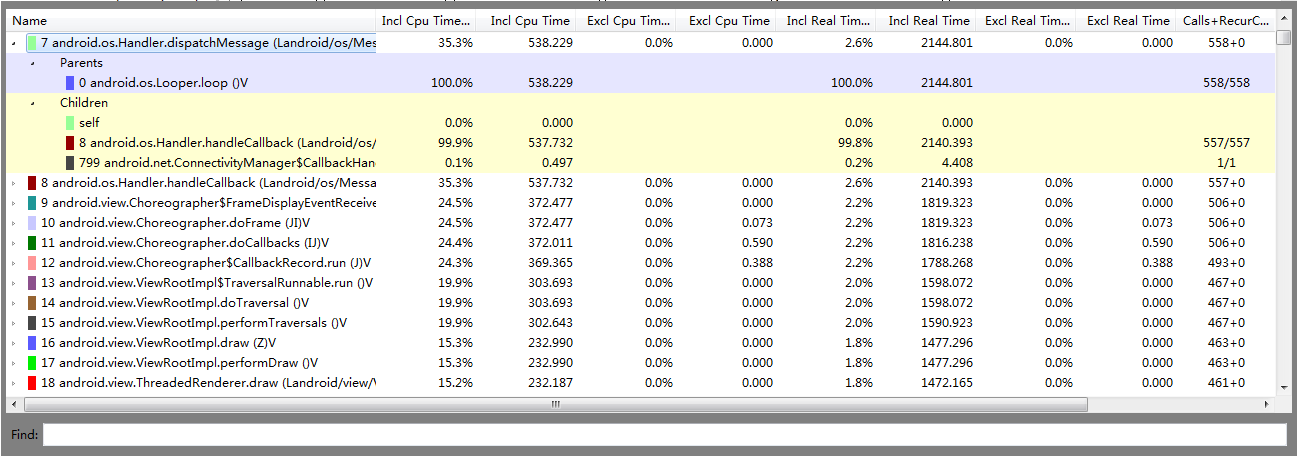 Name Incl Cpu Time... Incl Cpu Time Excl Cpu Tim... Excl Cpu Time Incl Real Tim... Incl Real Time Excl Real Tim... Excl Real Time Calls+RecurC...
7 android.os.Handler.dispatchMessage (Landroid/os/Mes 35.3% 538.229 0.0% 0.000 2.6% 2144.801 0.0% 0.000 558+0
Parents
0 android.os.Looper.loop ()V 100.0% 538.229 100.0% 2144.801 558/558
Children
self 0.0% 0.000 0.0% 0.000
8 android.os.Handler.handleCallback (Landroid/os/ 99.9% 537.732 99.8% 2140.393 557/557
799 android.net.ConnectivityManager$CallbackHan 0.1% 0.497 0.2% 4.408 1/1
8 android.os.Handler.handleCallback (Landroid/os/Messa 35.3% 537.732 0.0% 0.000 2.6% 2140.393 0.0% 0.000 557+0
9 android.view.Choreographer$FrameDisplayEventReceive 24.5% 372.477 0.0% 0.000 2.2% 1819.323 0.0% 0.000 506+0
10 android.view.Choreographer.doFrame (JI)V 24.5% 372.477 0.0% 0.073 2.2% 1819.323 0.0% 0.073 506+0
11 android.view.Choreographer.doCallbacks (IJ)V 24.4% 372.011 0.0% 0.590 2.2% 1816.238 0.0% 0.590 506+0
12 android.view.Choreographer$CallbackRecord.run (J)V 24.3% 369.365 0.0% 0.388 2.2% 1788.268 0.0% 0.388 493+0
13 android.view.ViewRootImpl$TraversalRunnable.run ()V 19.9% 303.693 0.0% 0.000 2.0% 1598.072 0.0% 0.000 467+0
14 android.view.ViewRootImpl.doTraversal ()V 19.9% 303.693 0.0% 0.000 2.0% 1598.072 0.0% 0.000 467+0
15 android.view.ViewRootImpl.performTraversals ()V 19.9% 302.643 0.0% 0.000 2.0% 1590.923 0.0% 0.000 467+0
16 android.view.ViewRootImpl.draw (Z)V 15.3% 232.990 0.0% 0.000 1.8% 1477.296 0.0% 0.000 463+0
17 android.view.ViewRootImpl.performDraw ()V 15.3% 232.990 0.0% 0.000 1.8% 1477.296 0.0% 0.000 463+0
18 android.view.ThreadedRenderer.draw (Landroid/view/\ 15.2% 232.187 0.0% 0.000 1.8% 1472.165 0.0% 0.000 461+0
Find: